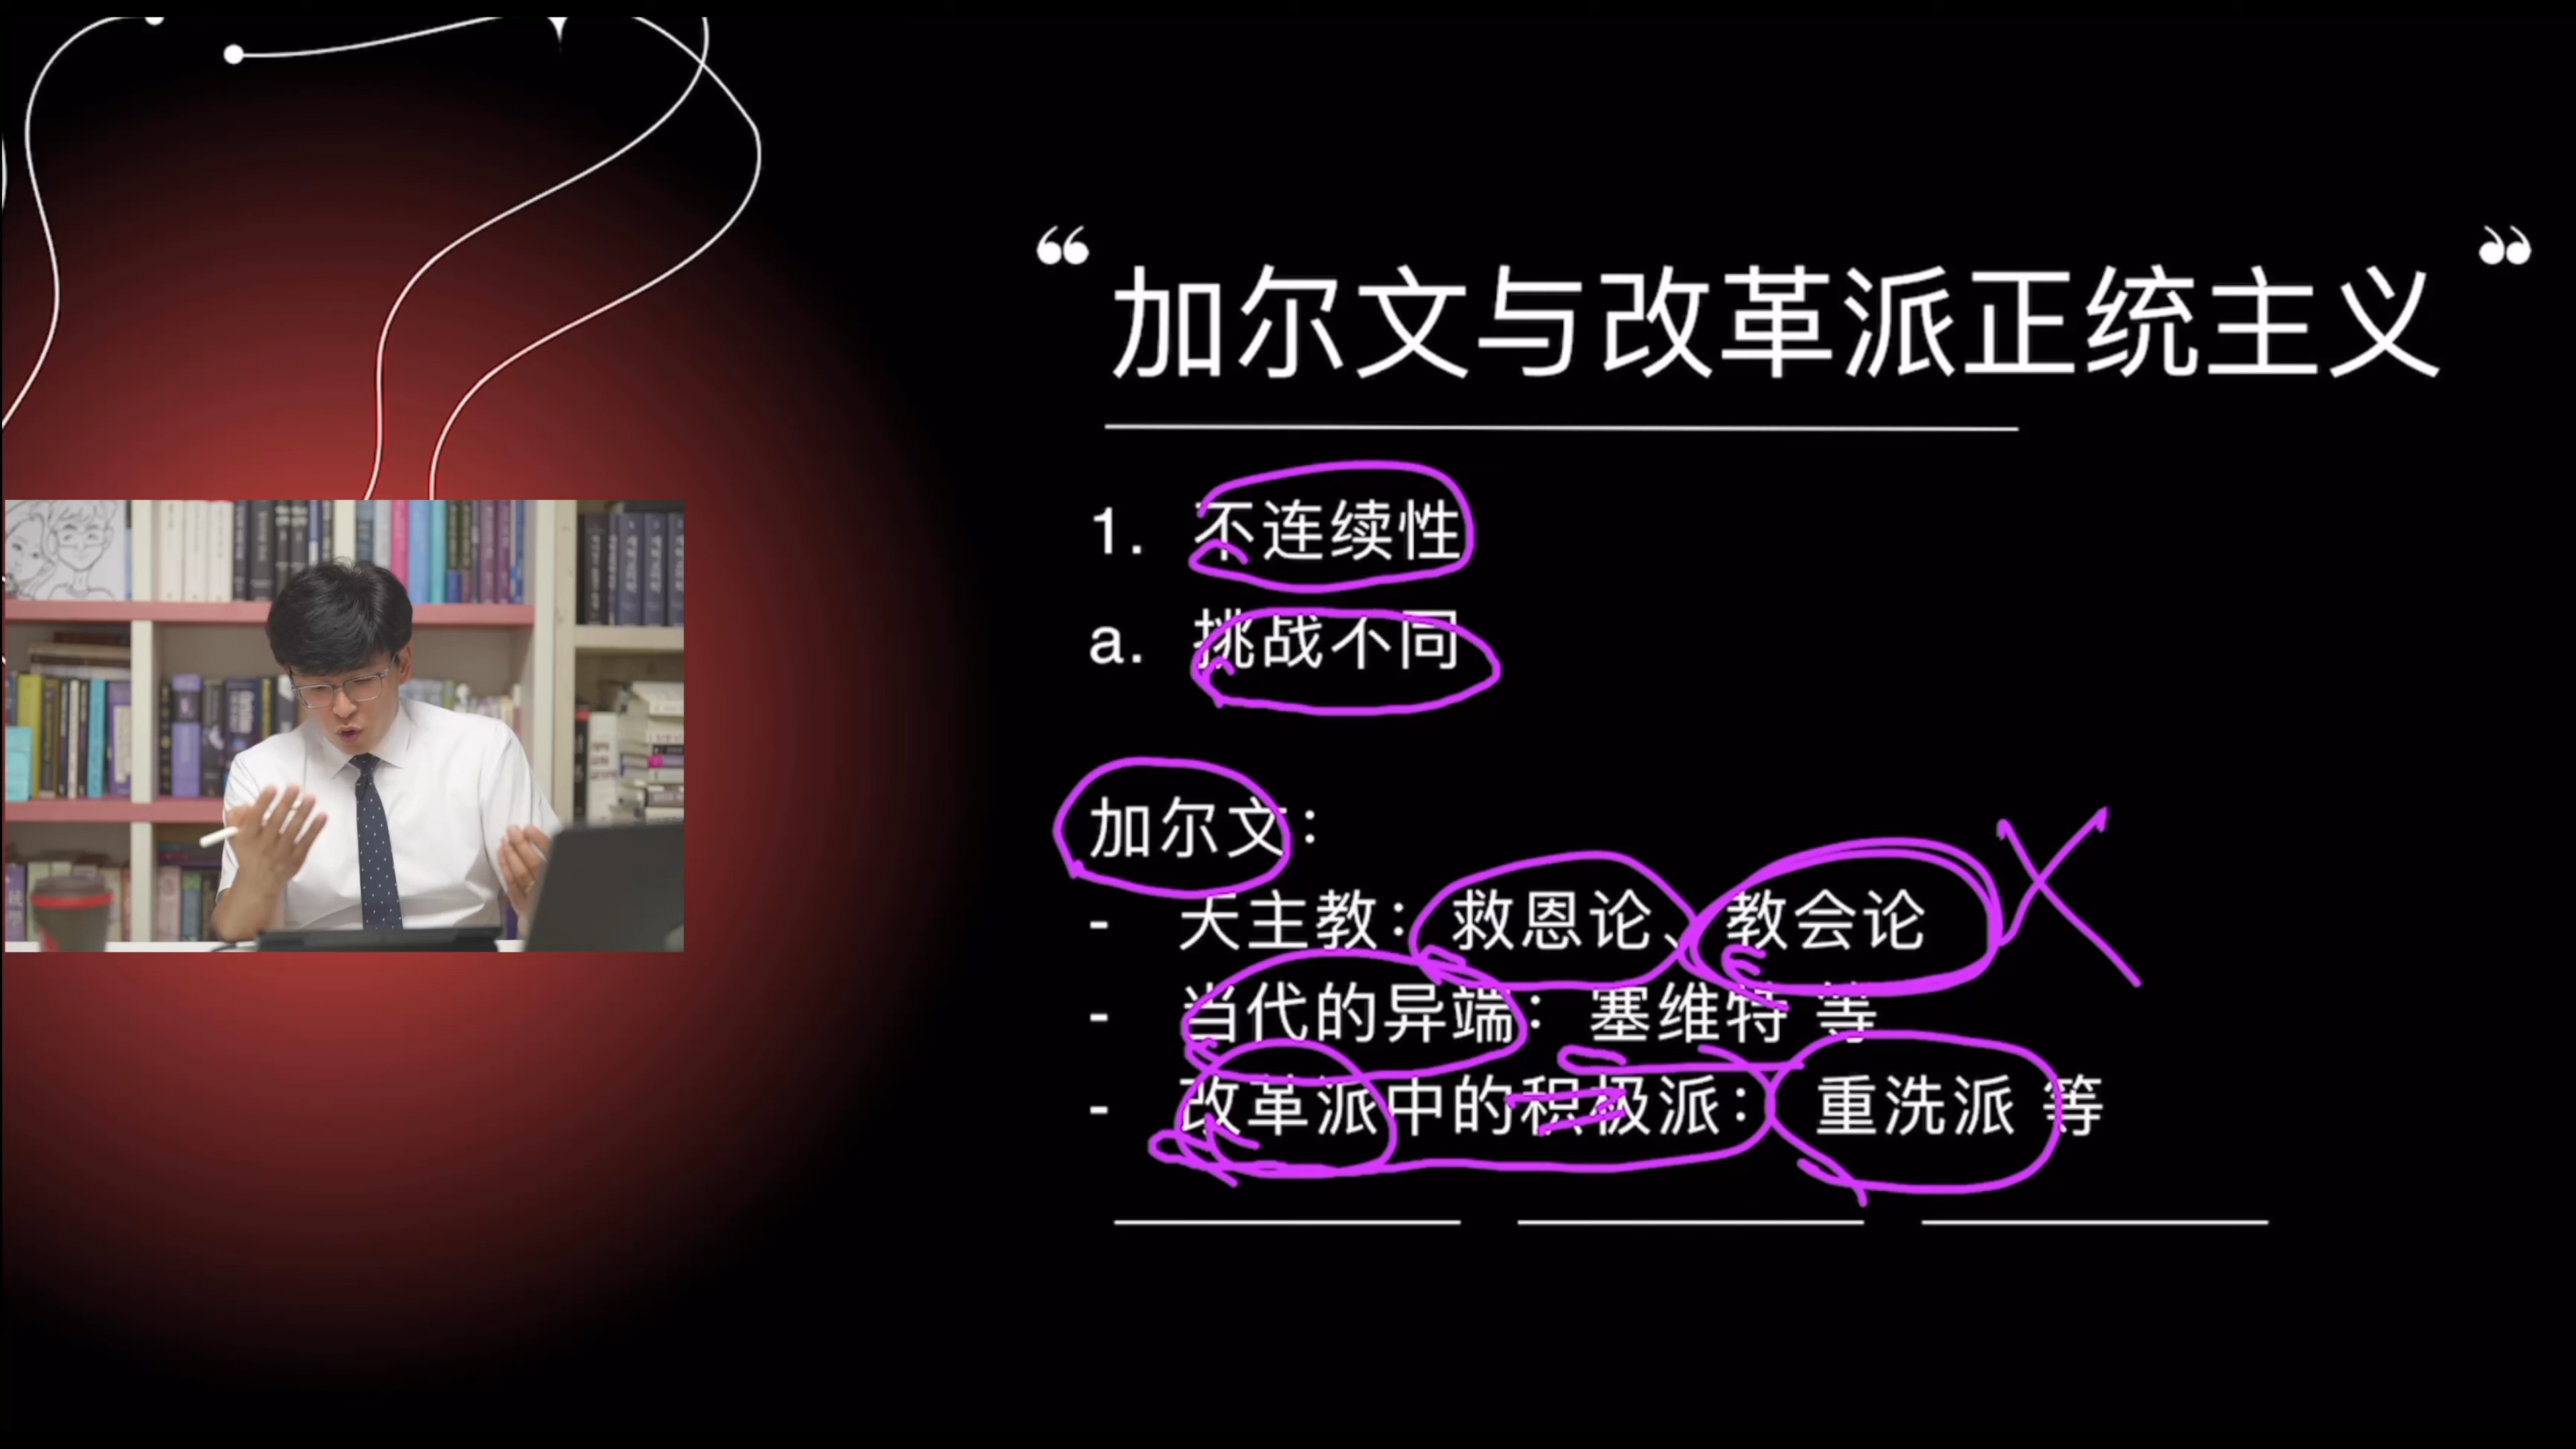 “加尔文与改革派正统主义”
1. 不连续性
a. 挑战不同
加尔文：
- 天主教：救恩论、教会论
- 当代的异端：塞维特 等
- 改革派中的积极派：重洗派 等